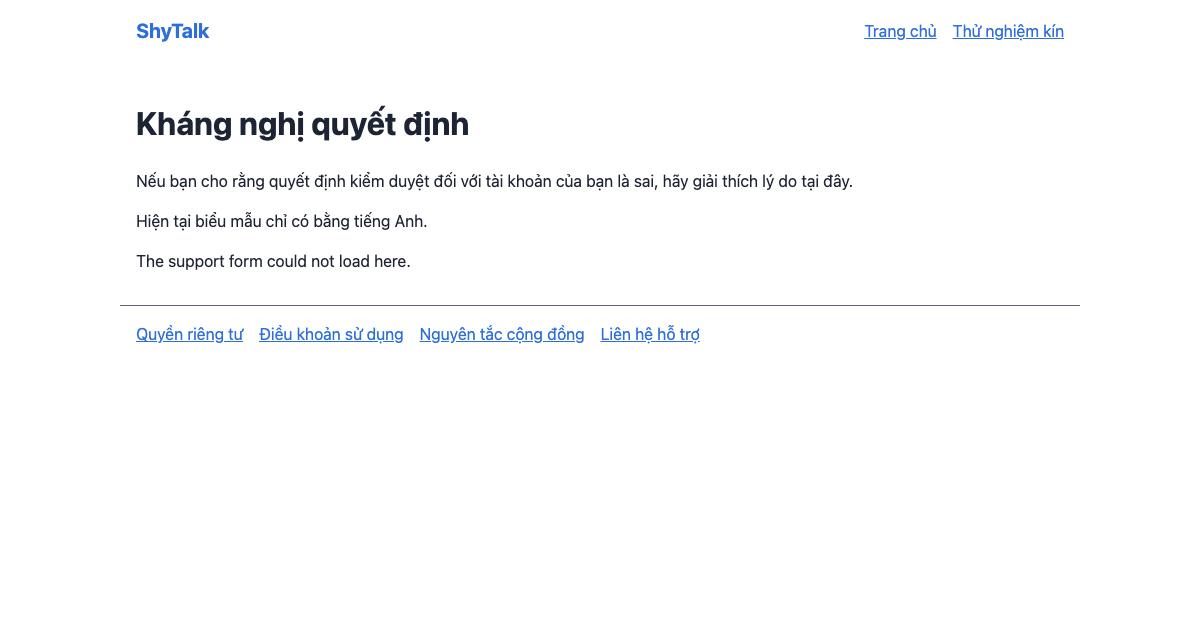 ShyTalk
Trang chủ Thử nghiệm kín
Kháng nghị quyết định
Nếu bạn cho rằng quyết định kiểm duyệt đối với tài khoản của bạn là sai, hãy giải thích lý do tại đây.
Hiện tại biểu mẫu chỉ có bằng tiếng Anh.
The support form could not load here.
Quyền riêng tư Điều khoản sử dụng Nguyên tắc cộng đồng Liên hệ hỗ trợ